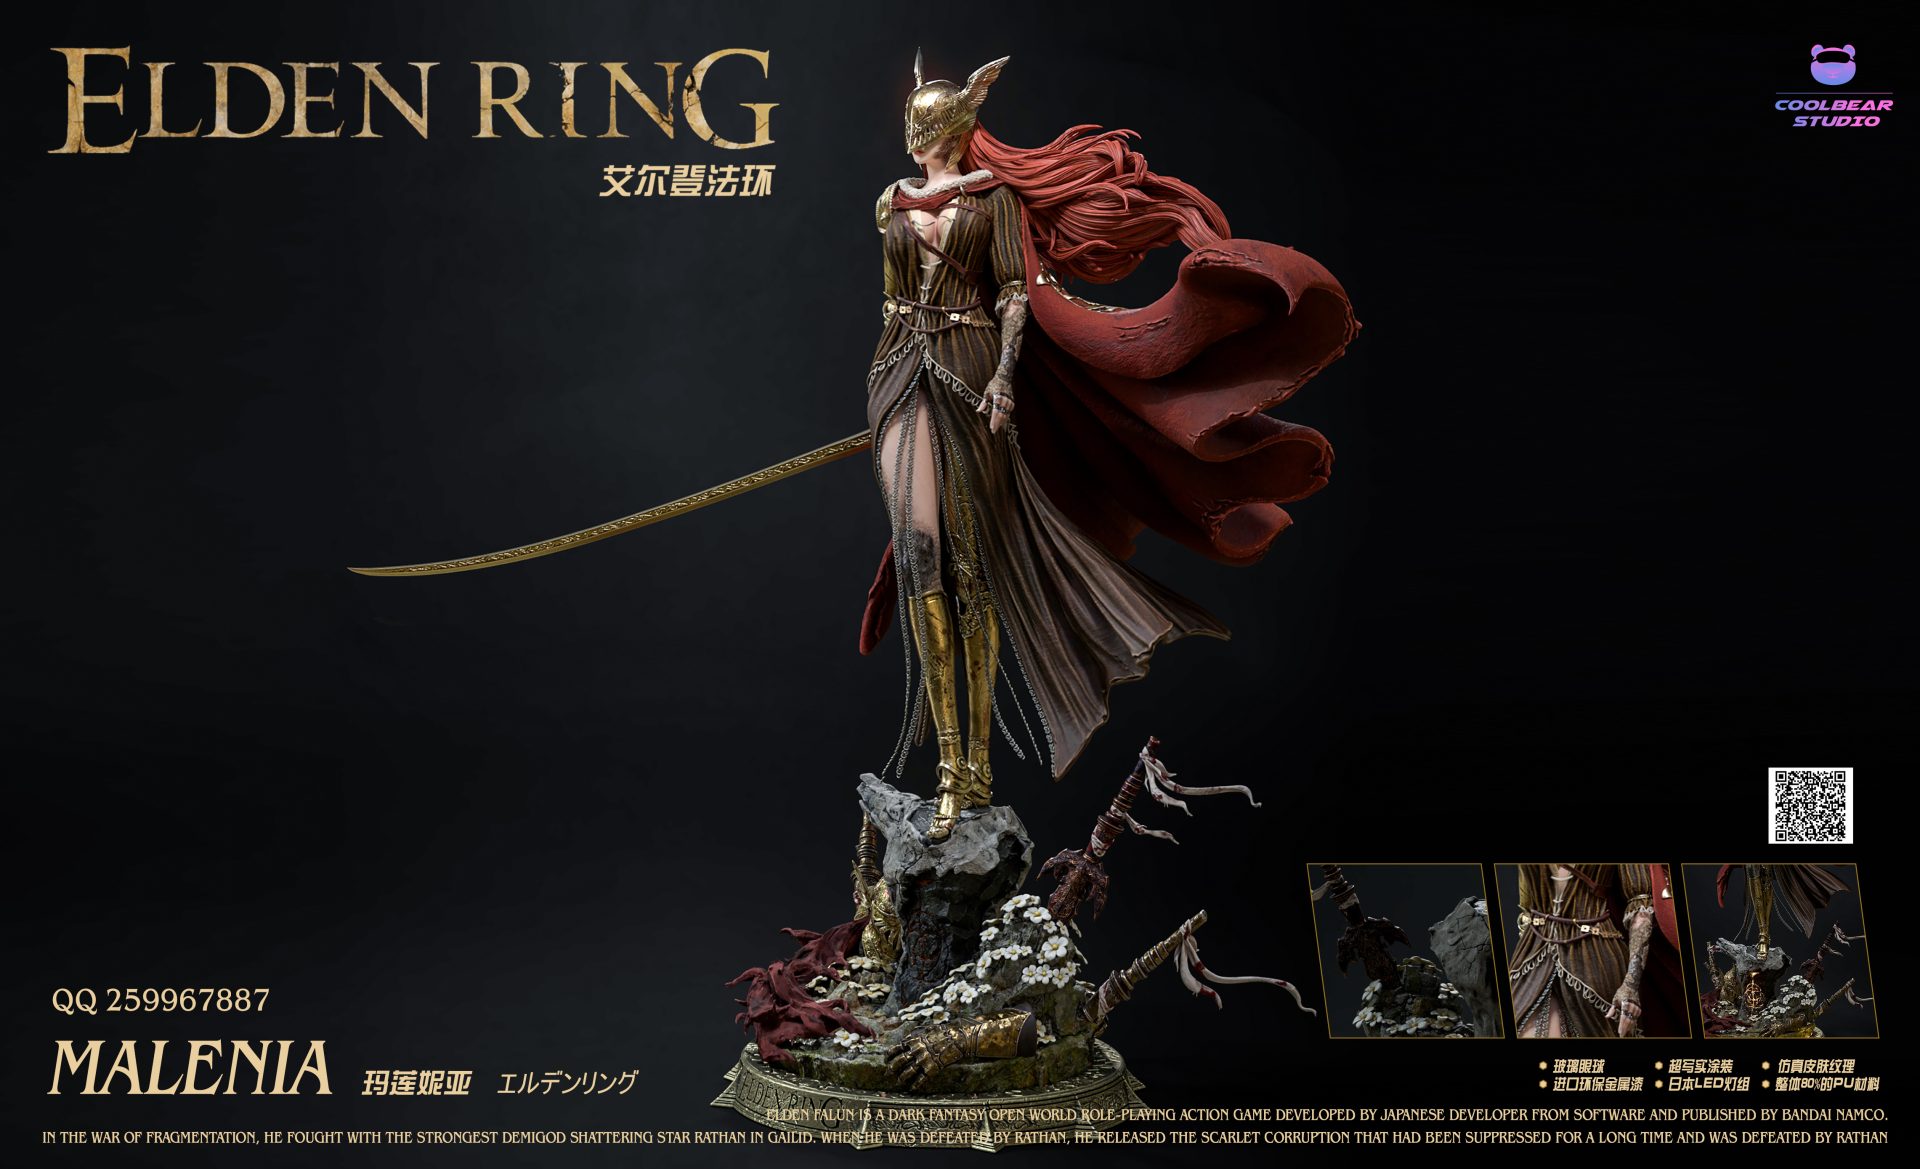 ELDEN RING
艾尔登法环
COOLBEAR
STUDIO
QQ 259967887
MALENIA 玛莲妮亚 エルデンリング
玻璃眼球 超写实涂装 仿真皮肤纹理
进口环保金属漆 日本LED灯组 整体80%的PU材料
ELDEN RING
ELDEN FALUN IS A DARK FANTASY OPEN WORLD ROLE-PLAYING ACTION GAME DEVELOPED BY JAPANESE DEVELOPER FROM SOFTWARE AND PUBLISHED BY BANDAI NAMCO.
IN THE WAR OF FRAGMENTATION, HE FOUGHT WITH THE STRONGEST DEMIGOD SHATTERING STAR RATHAN IN GAILID. WHEN HE WAS DEFEATED BY RATHAN, HE RELEASED THE SCARLET CORRUPTION THAT HAD BEEN SUPPRESSED FOR A LONG TIME AND WAS DEFEATED BY RATHAN